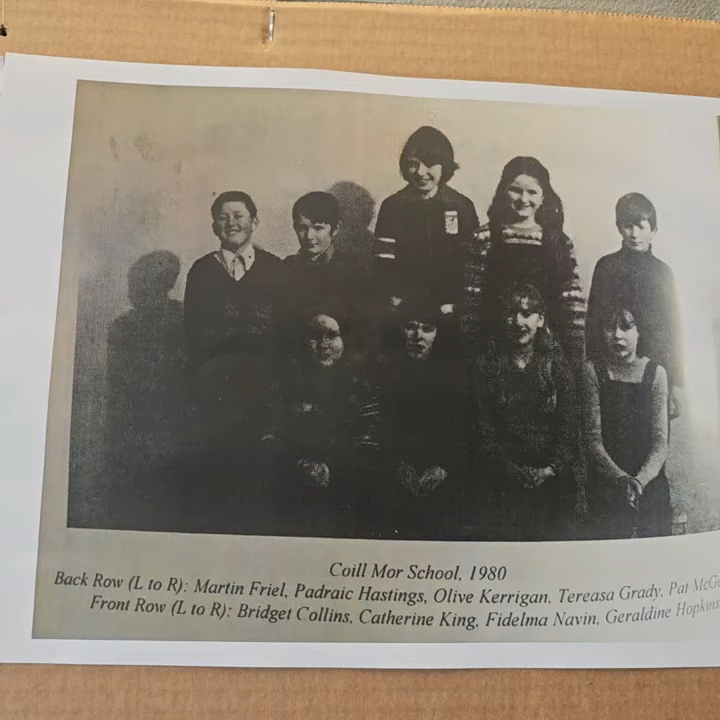 Coill Mor School, 1980
Back Row (L to R): Martin Friel, Padraic Hastings, Olive Kerrigan, Tereasa Grady, Pat
Front Row (L to R): Bridget Collins, Catherine King, Fidelma Navin, Geraldine Hopkins